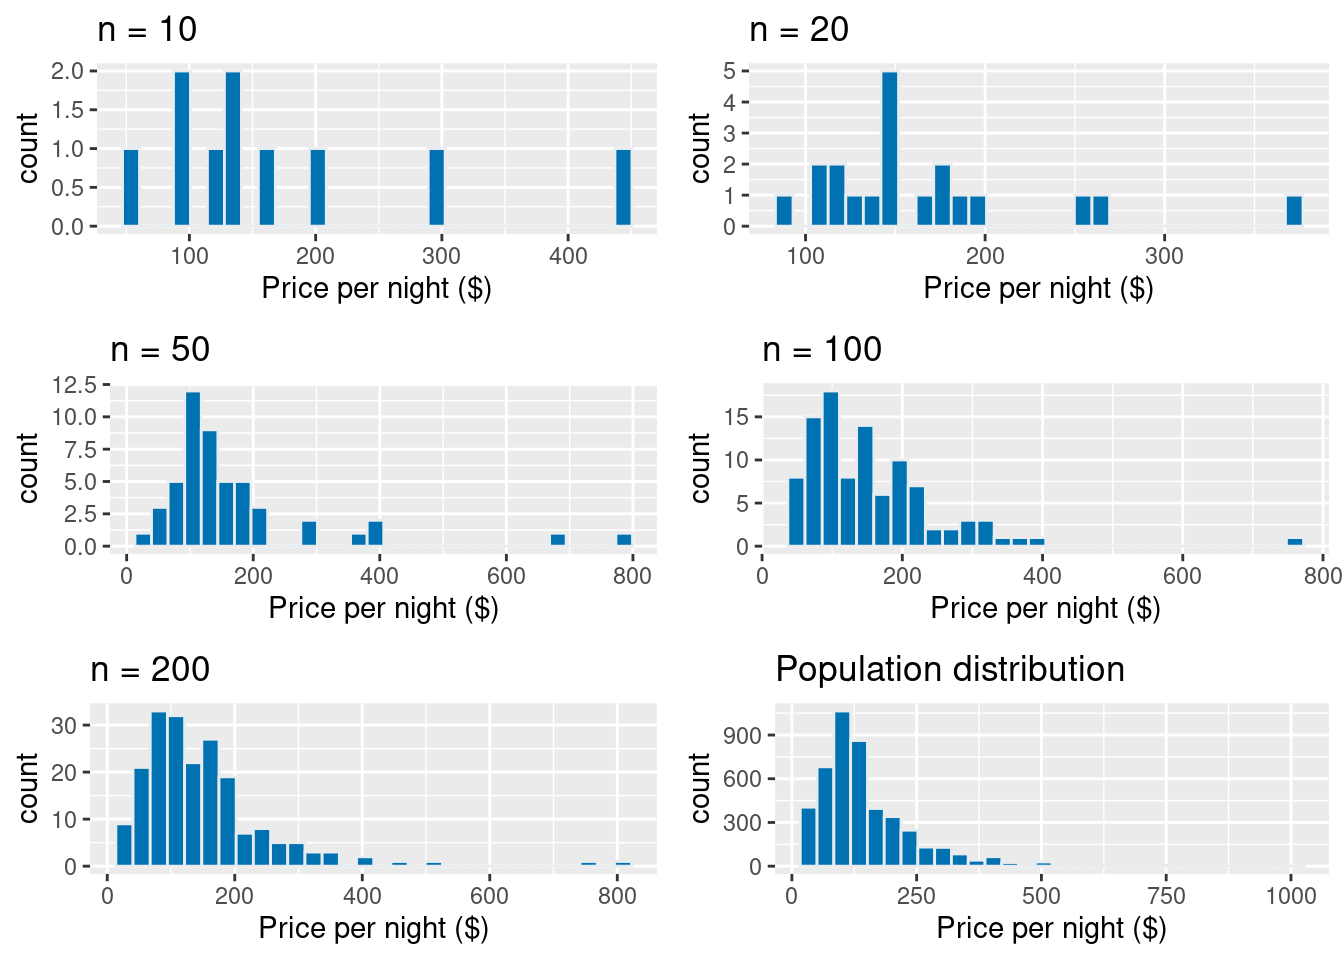 n = 10
2.0
1.5
1.0
0.5
0.0
count
100 200 300 400
Price per night ($)
n = 20
5
4
3
2
1
0
count
100 200 300
Price per night ($)
n = 50
12.5
10.0
7.5
5.0
2.5
0.0
count
0 200 400 600 800
Price per night ($)
n = 100
15
10
5
0
count
0 200 400 600 800
Price per night ($)
n = 200
30
20
10
0
count
0 200 400 600 800
Price per night ($)
Population distribution
900
600
300
0
count
0 250 500 750 1000
Price per night ($)